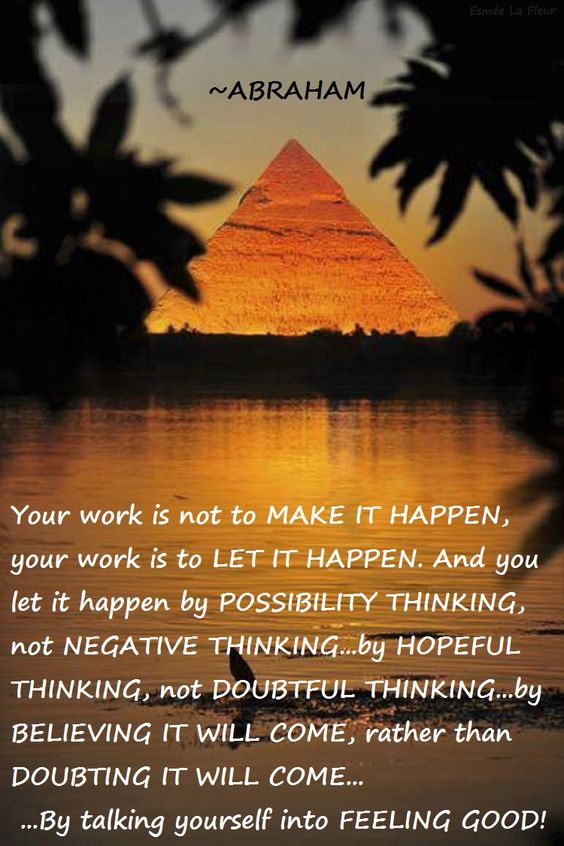 Esmée La Fleur
~ABRAHAM
Your work is not to MAKE IT HAPPEN,
your work is to LET IT HAPPEN. And you
let it happen by POSSIBILITY THINKING,
not NEGATIVE THINKING...by HOPEFUL
THINKING, not DOUBTFUL THINKING...by
BELIEVING IT WILL COME, rather than
DOUBTING IT WILL COME...
...By talking yourself into FEELING GOOD!